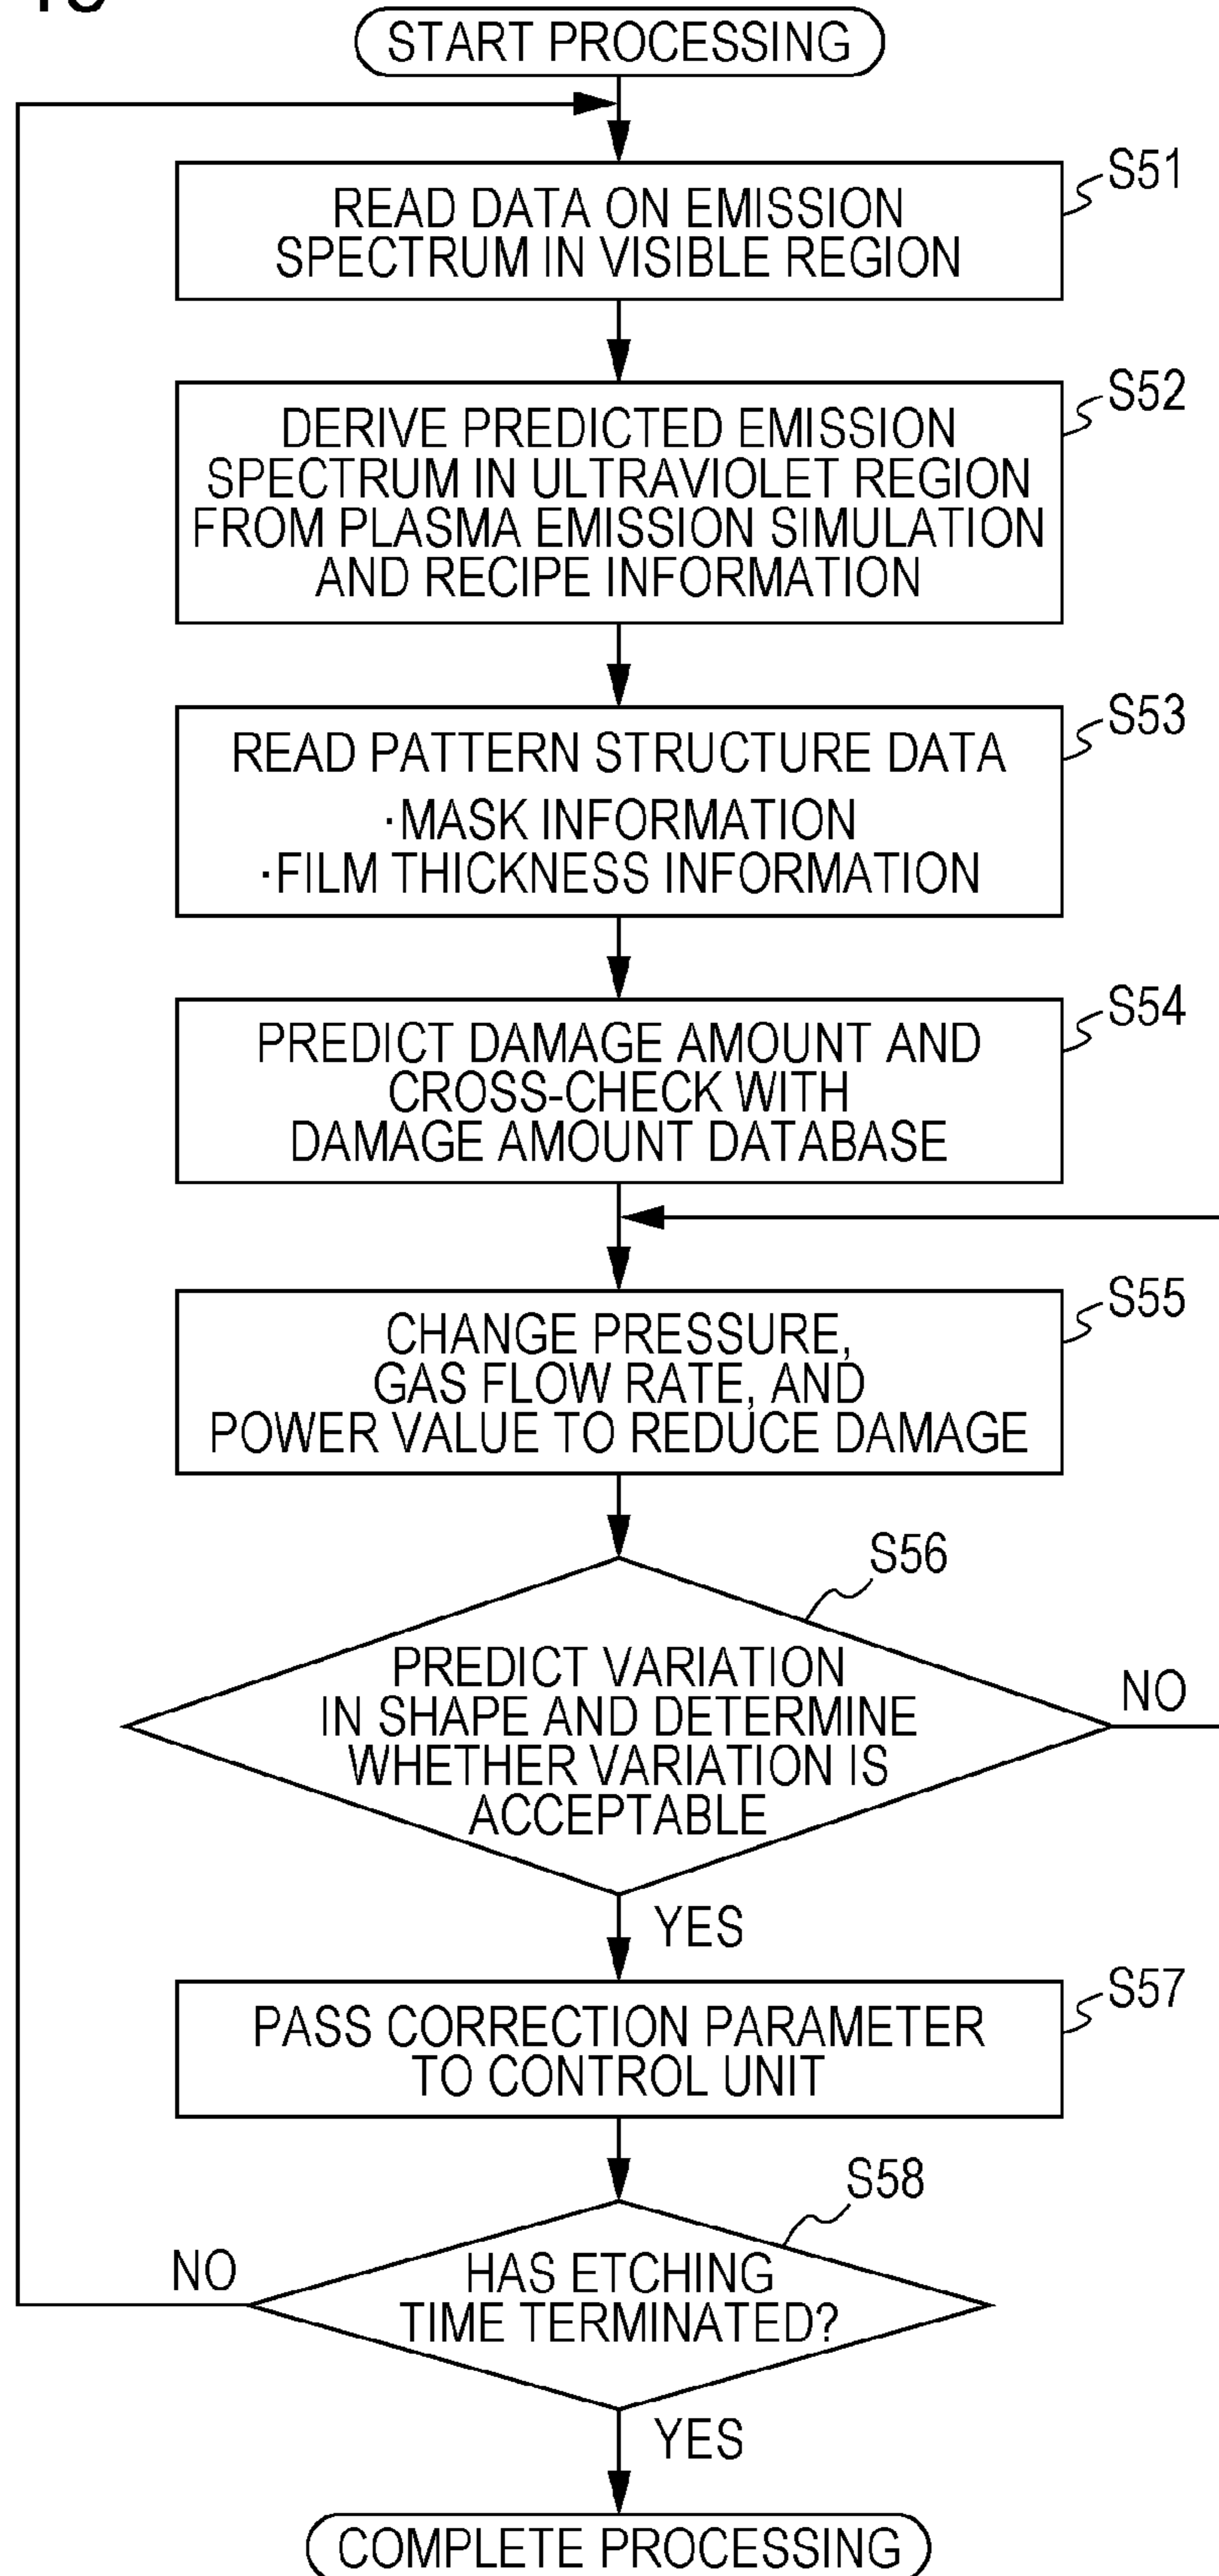 START PROCESSING
S51
READ DATA ON EMISSION
SPECTRUM IN VISIBLE REGION
S52
DERIVE PREDICTED EMISSION
SPECTRUM IN ULTRAVIOLET REGION
FROM PLASMA EMISSION SIMULATION
AND RECIPE INFORMATION
S53
READ PATTERN STRUCTURE DATA
·MASK INFORMATION
·FILM THICKNESS INFORMATION
S54
PREDICT DAMAGE AMOUNT AND
CROSS-CHECK WITH
DAMAGE AMOUNT DATABASE
S55
CHANGE PRESSURE,
GAS FLOW RATE, AND
POWER VALUE TO REDUCE DAMAGE
S56
PREDICT VARIATION
IN SHAPE AND DETERMINE
WHETHER VARIATION IS
ACCEPTABLE
NO
YES
S57
PASS CORRECTION PARAMETER
TO CONTROL UNIT
S58
HAS ETCHING
TIME TERMINATED?
NO
YES
COMPLETE PROCESSING